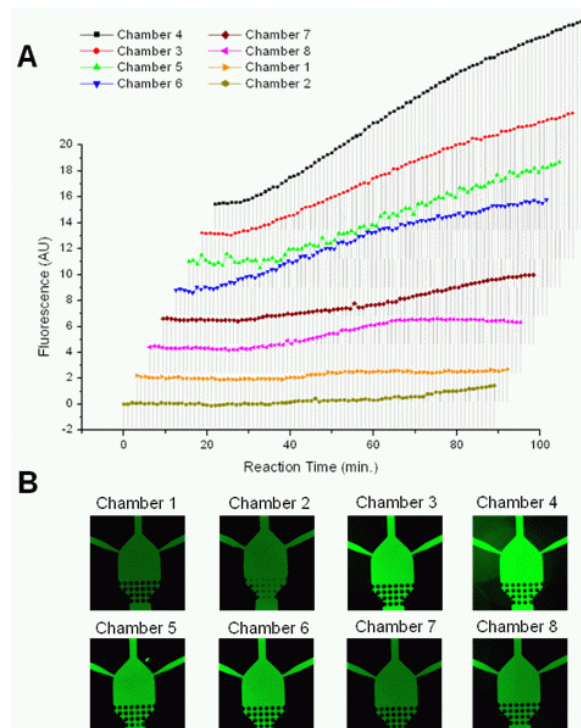 A
Chamber 4 Chamber 7
Chamber 3 Chamber 8
Chamber 5 Chamber 1
Chamber 6 Chamber 2
Fluorescence (AU)
20
18
16
14
12
10
8
6
4
2
0
-2
0 20 40 60 80 100
Reaction Time (min.)
B
Chamber 1 Chamber 2 Chamber 3 Chamber 4
Chamber 5 Chamber 6 Chamber 7 Chamber 8